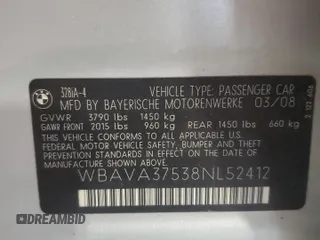 328iA-4 VEHICLE TYPE: PASSENGER CAR
MFD BY BAYERISCHE MOTORENWERKE 03/08
GVWR 3790 lbs 1450 kg
GAWR FRONT 2015 lbs 960 kg REAR 1450 lbs 660 kg
THIS VEHICLE CONFORMS TO ALL APPLICABLE U.S.
FEDERAL MOTOR VEHICLE SAFETY, BUMPER, AND
THEFT PREVENTION STANDARDS IN EFFECT ON THE
DATE OF MANUFACTURE SHOWN ABOVE.
WBAVA37538NL52412
DREAMBID